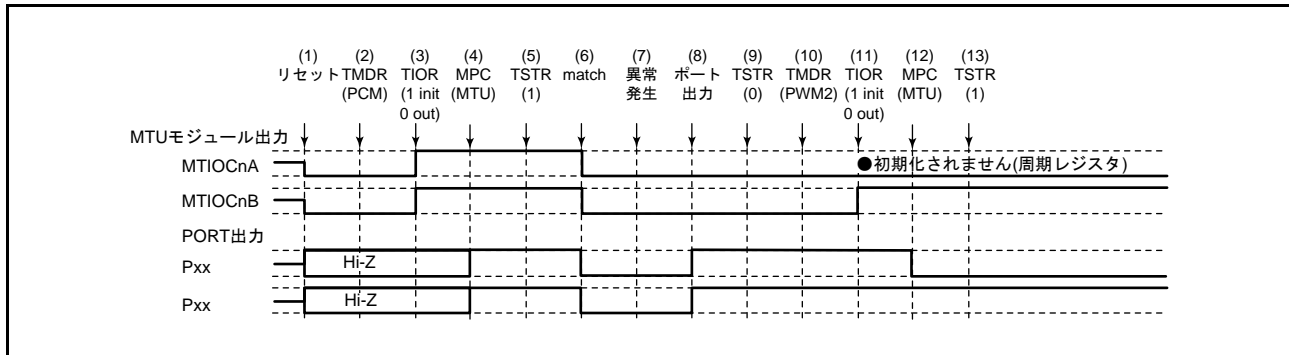 (1) (2) (3) (4) (5) (6) (7) (8) (9) (10) (11) (12) (13)
リセット TMDR TIOR MPC TSTR match 異常 ポート TSTR TMDR TIOR MPC TSTR
(PCM) (1 init (MTU) (1) 発生 出力 (0) (PWM2) (1 init (MTU) (1)
0 out) 0 out)
MTUモジュール出力
MTIOCnA ●初期化されません(周期レジスタ)
MTIOCnB
PORT出力
Pxx Hi-Z
Pxx Hi-Z